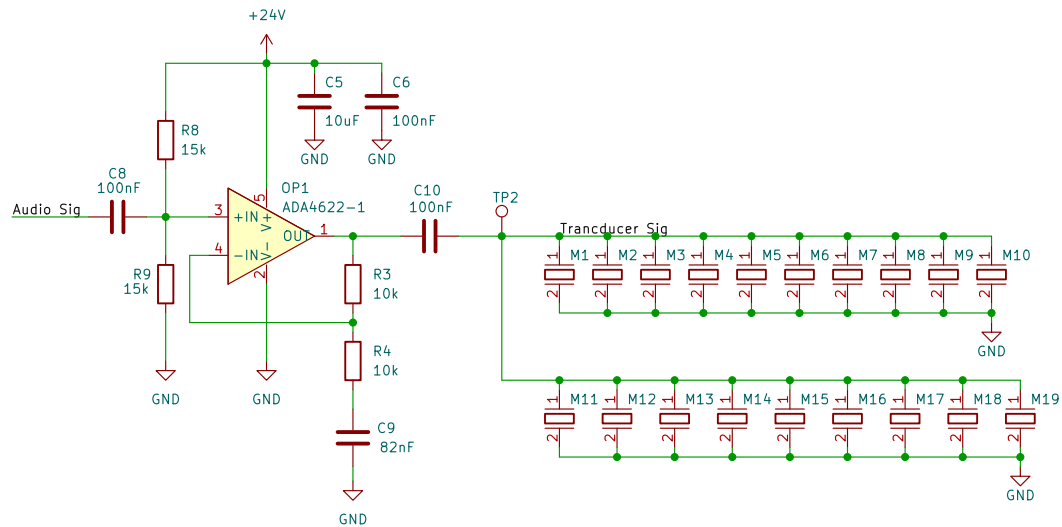 +24V
C5
10uF
C6
100nF
GND
GND
R8
15k
C8
100nF
Audio Sig
OP1
ADA4622-1
3
+IN
5
V+
OUT
1
4
-IN
V-
2
C10
100nF
TP2
Trancducer Sig
R9
15k
R3
10k
R4
10k
C9
82nF
GND
GND
GND
1
2
M1
1
2
M2
1
2
M3
1
2
M4
1
2
M5
1
2
M6
1
2
M7
1
2
M8
1
2
M9
1
2
M10
GND
1
2
M11
1
2
M12
1
2
M13
1
2
M14
1
2
M15
1
2
M16
1
2
M17
1
2
M18
1
2
M19
GND